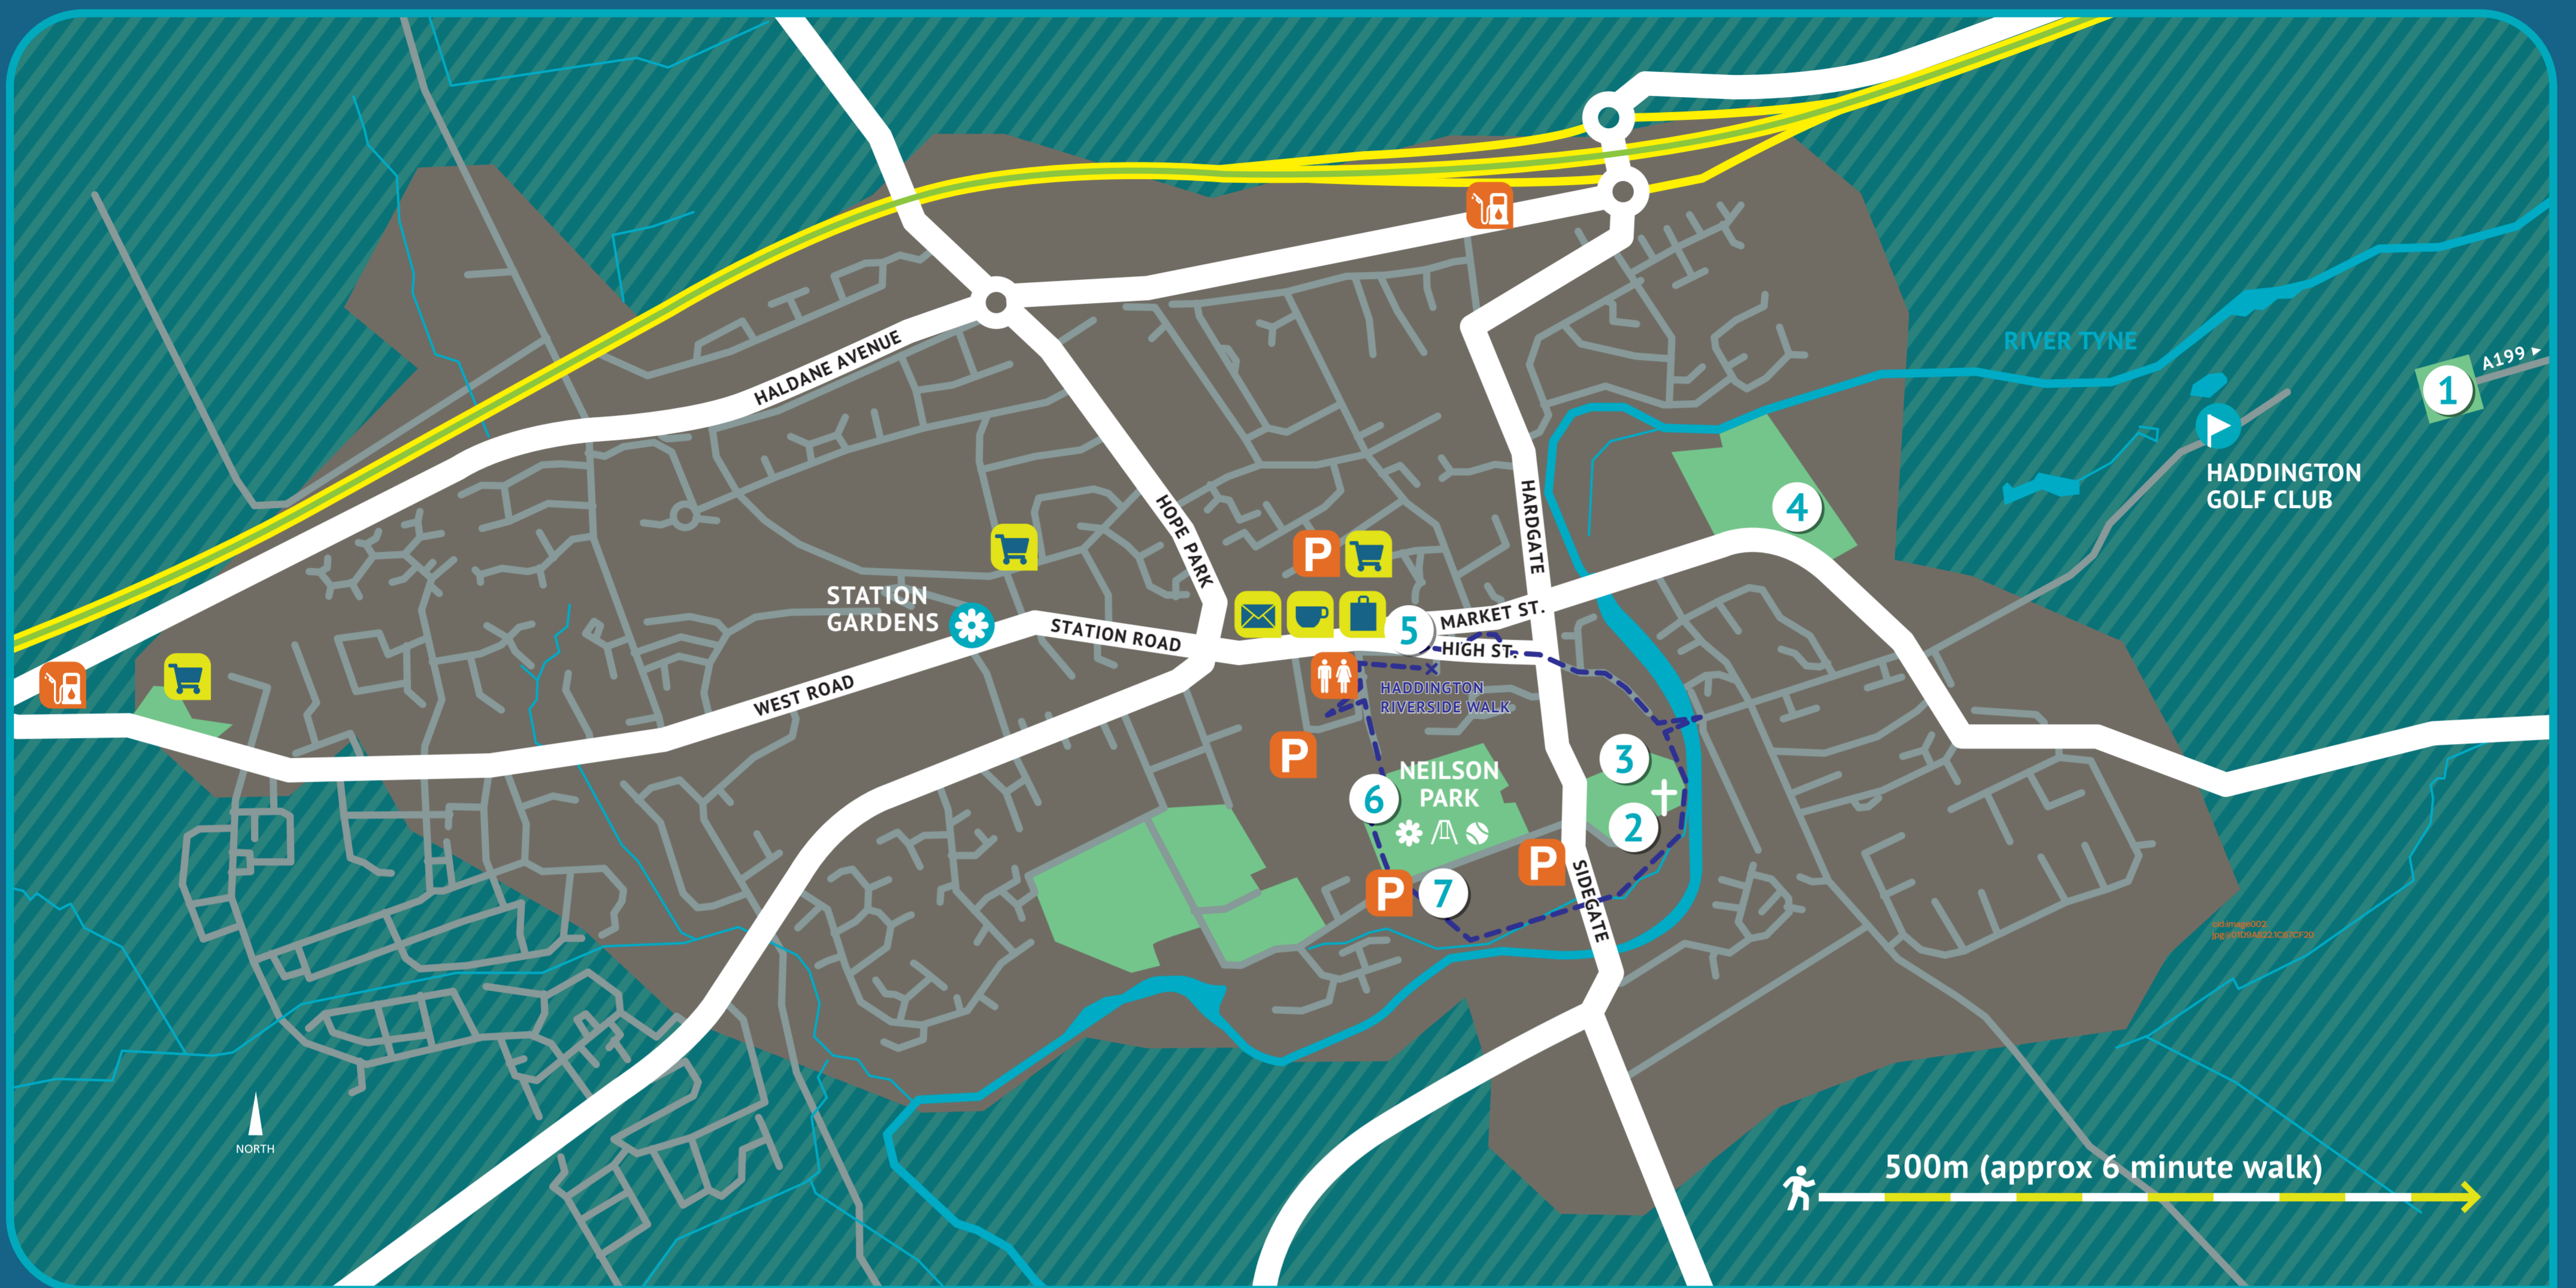 HALDANE AVENUE
RIVER TYNE
A199
1
HADDINGTON
GOLF CLUB
HARDGATE
4
HOPE PARK
P
STATION
GARDENS
STATION ROAD
5
MARKET ST.
HIGH ST.
WEST ROAD
HADDINGTON
RIVERSIDE WALK
P
NEILSON
PARK
6
3
2
P
P
7
SIDEGATE
NORTH
500m (approx 6 minute walk)